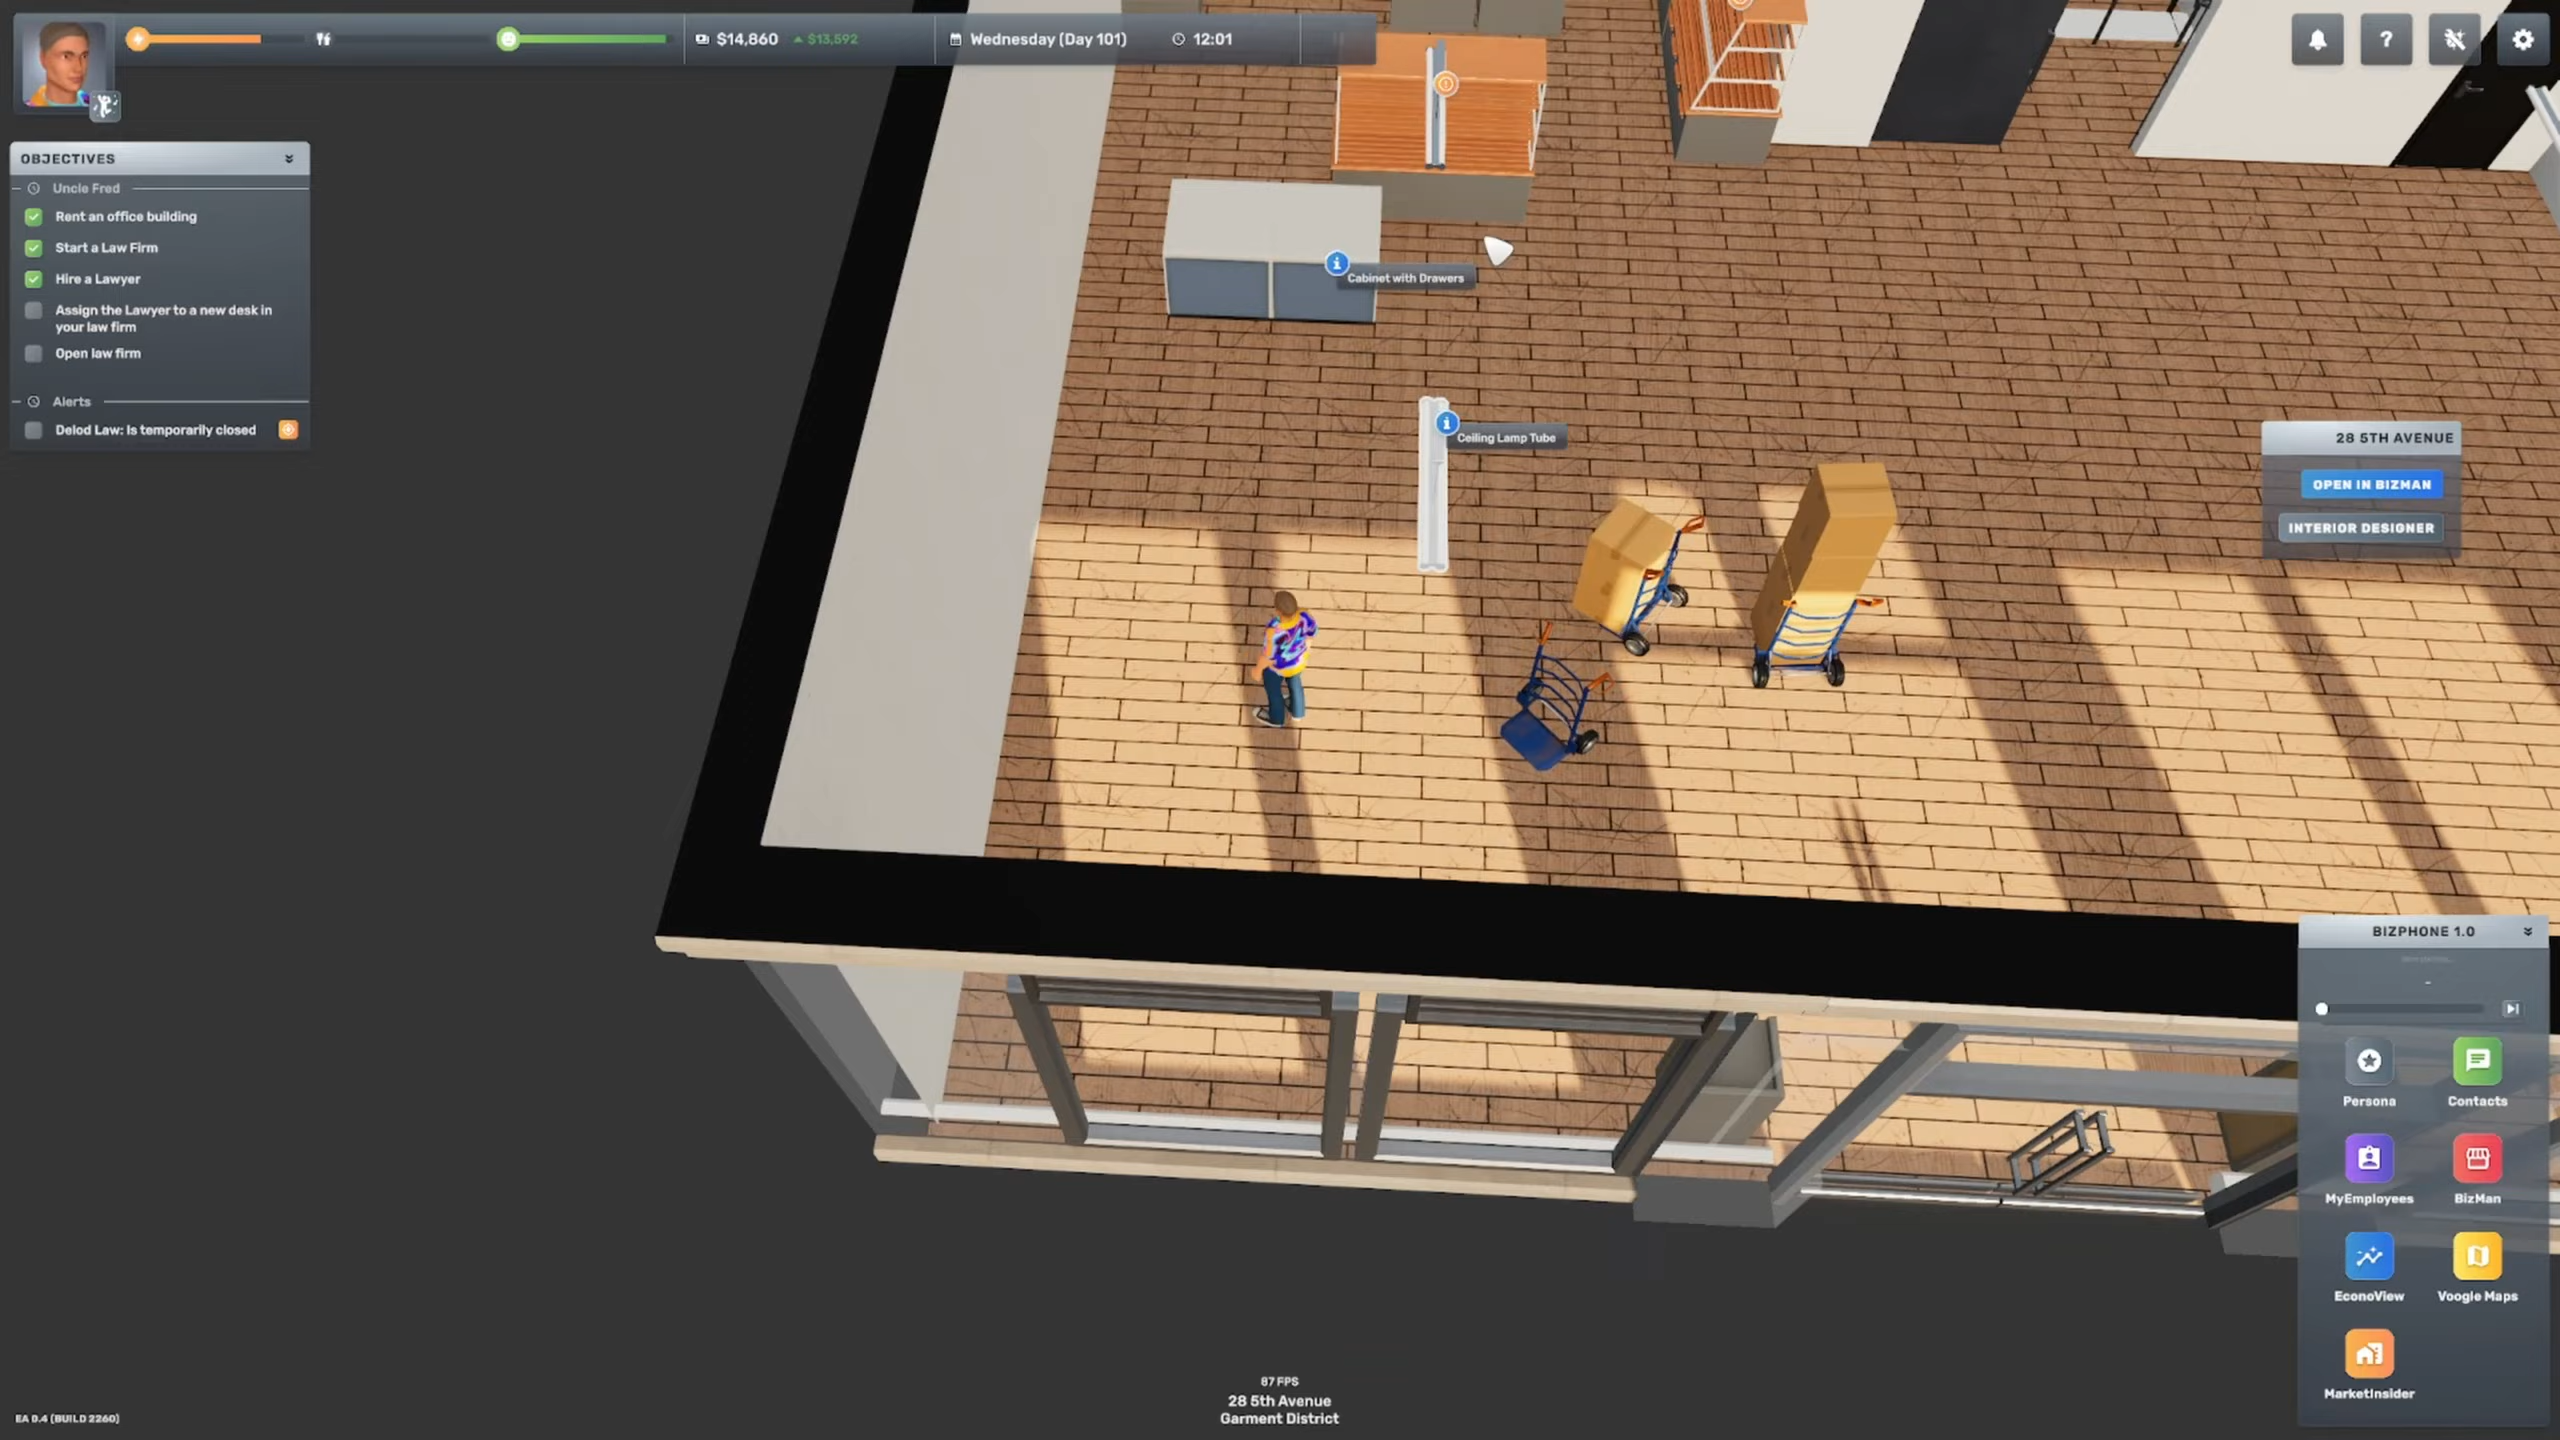 $14,860 $13,592
Wednesday (Day 101)
12:01
OBJECTIVES
Uncle Fred
Rent an office building
Start a Law Firm
Hire a Lawyer
Assign the Lawyer to a new desk in
your law firm
Open law firm
Alerts
Delod Law: Is temporarily closed
Cabinet with Drawers
Ceiling Lamp Tube
28 5TH AVENUE
OPEN IN BIZMAN
INTERIOR DESIGNER
BIZPHONE 1.0
Persona
Contacts
MyEmployees
BizMan
EconoView
Voogle Maps
MarketInsider
87 FPS
28 5th Avenue
Garment District
EA 0.4 (BUILD 2260)